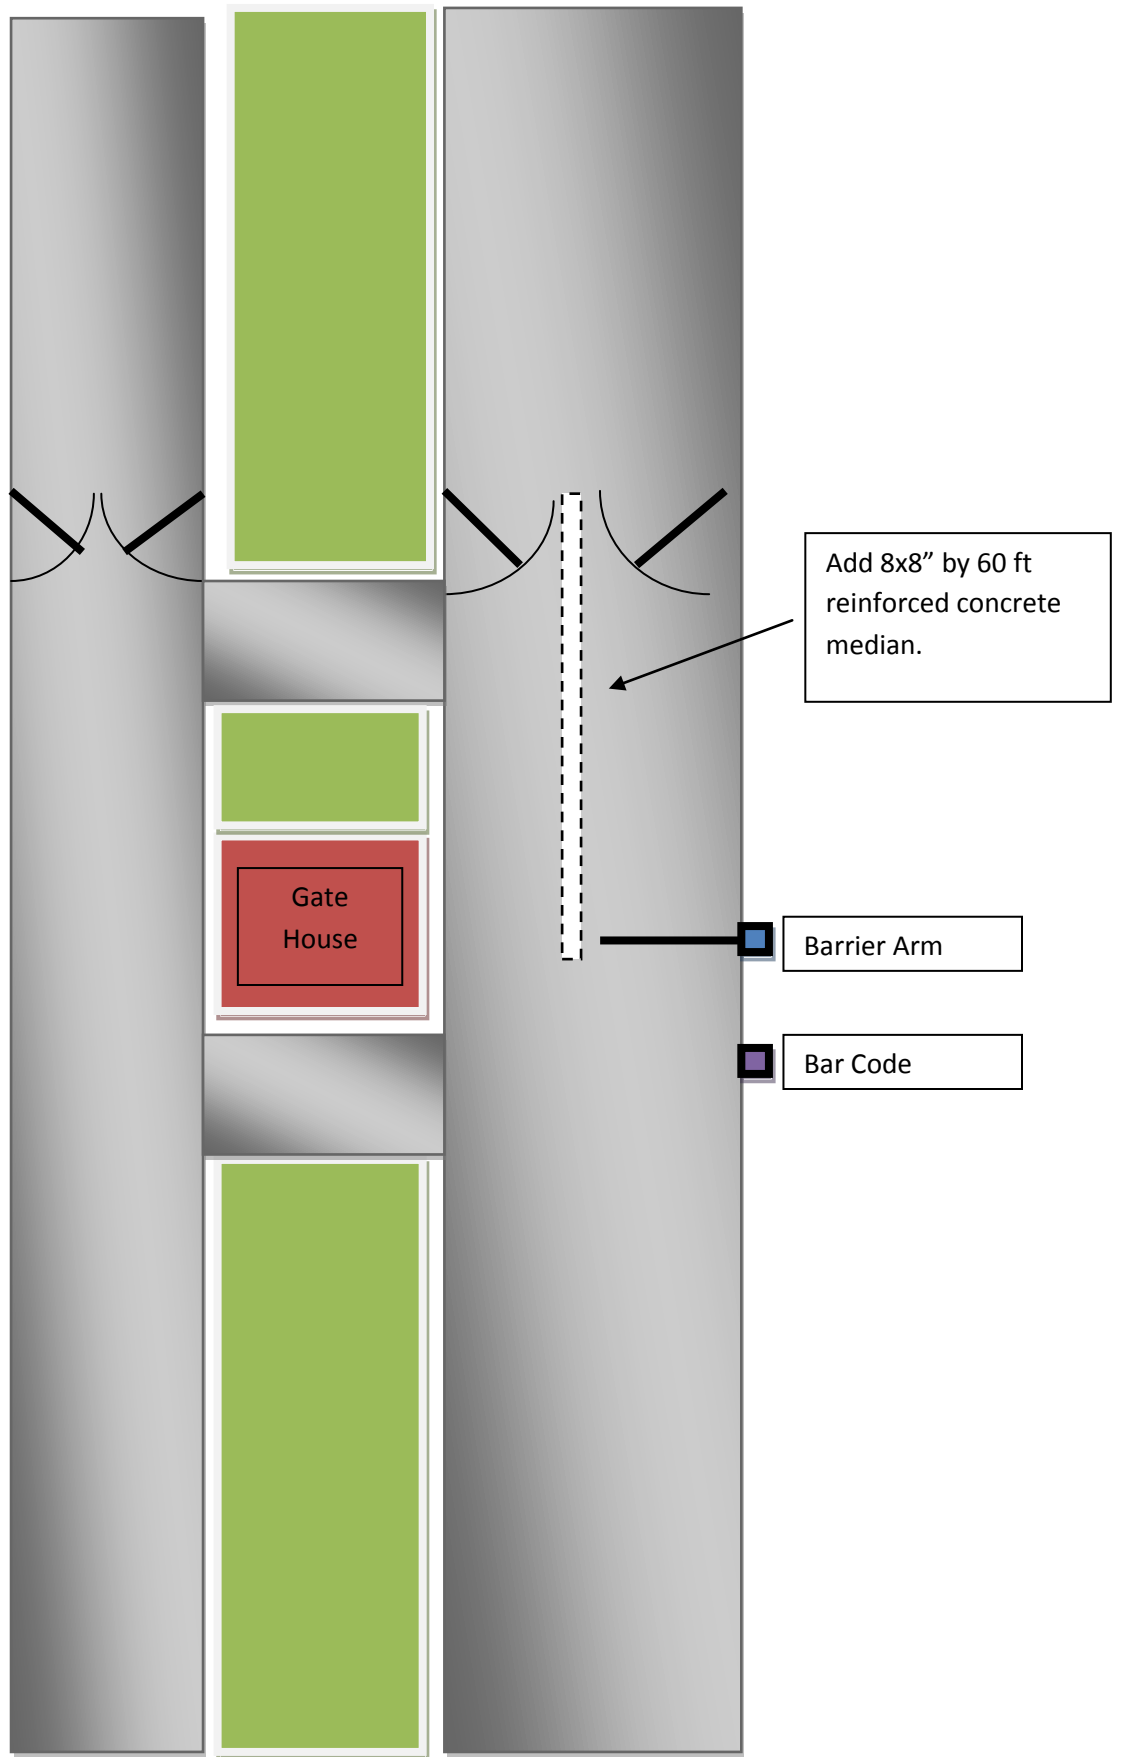 Add 8x8” by 60 ft
reinforced concrete
median.
Gate
House
Barrier Arm
Bar Code